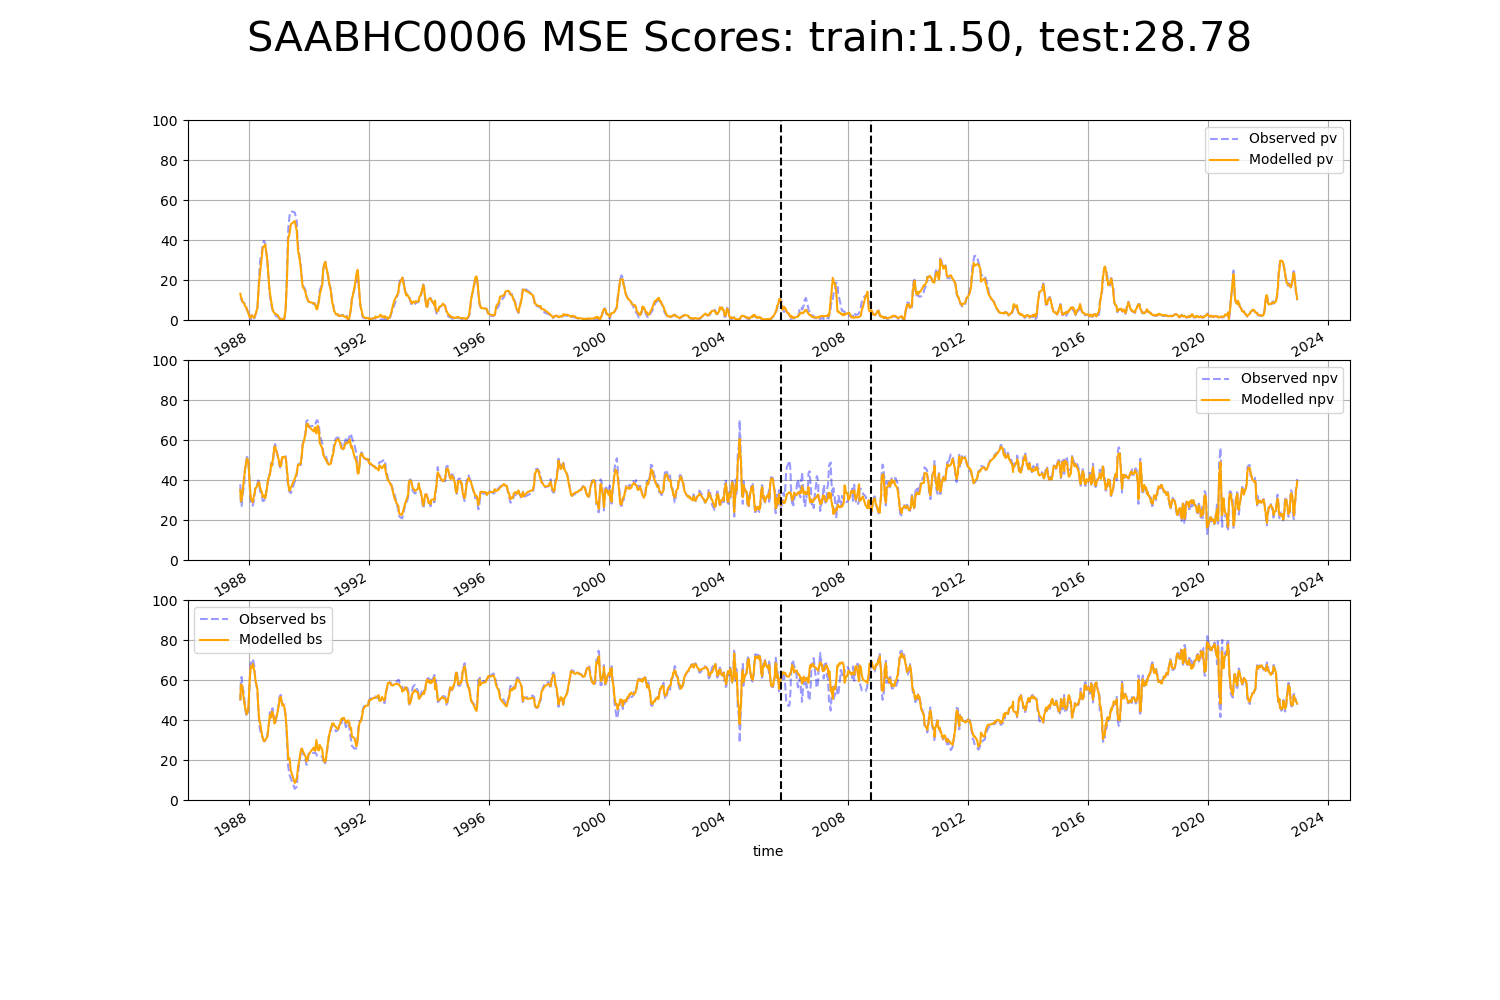 SAABHC0006 MSE Scores: train:1.50, test:28.78
100
80
60
40
20
0
Observed pv
Modelled pv
1988 1992 1996 2000 2004 2008 2012 2016 2020 2024
100
80
60
40
20
0
Observed npv
Modelled npv
1988 1992 1996 2000 2004 2008 2012 2016 2020 2024
100
80
60
40
20
0
Observed bs
Modelled bs
1988 1992 1996 2000 2004 2008 2012 2016 2020 2024
time